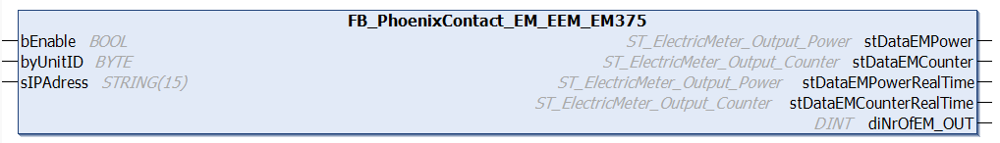 FB_PhoenixContact_EM_EEM_EM375
bEnable BOOL ST_ElectricMeter_Output_Power stDataEMPower
byUnitID BYTE ST_ElectricMeter_Output_Counter stDataEMCounter
sIPAdress STRING(15) ST_ElectricMeter_Output_Power stDataEMPowerRealTime
ST_ElectricMeter_Output_Counter stDataEMCounterRealTime
DINT diNrOfEM_OUT